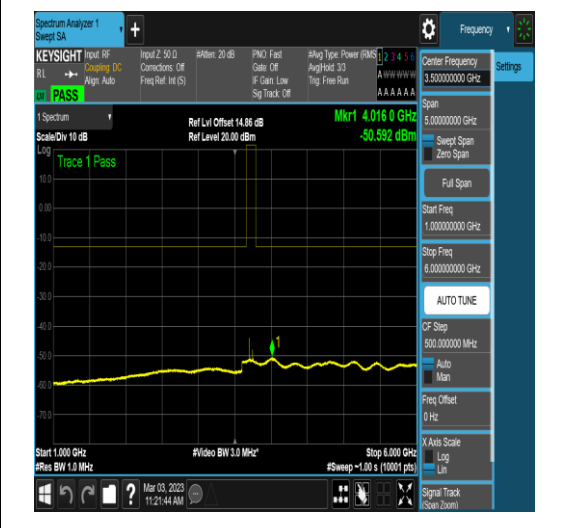 Spectrum Analyzer 1
Swept SA
Frequency
KEYSIGHT
RL
PASS
Input: RF
Coupling: DC
Align: Auto
Input Z: 50 Ω
Corrections: Off
Freq Ref: Int (S)
#Atten: 20 dB
PNO: Fast
Gate: Off
IF Gain: Low
Sig Track: Off
#Avg Type: Power (RMS)
Avg|Hold: 3/3
Trig: Free Run
1 2 3 4 5 6
A W W W W W
A A A A A A
Center Frequency
3.500000000 GHz
Settings
Span
5.00000000 GHz
Swept Span
Zero Span
Full Span
Start Freq
1.000000000 GHz
Stop Freq
6.000000000 GHz
AUTO TUNE
CF Step
500.000000 MHz
Auto
Man
Freq Offset
0 Hz
X Axis Scale
Log
Lin
Signal Track
(Span Zoom)
1 Spectrum
Scale/Div 10 dB
Ref Lvl Offset 14.86 dB
Ref Level 20.00 dBm
Mkr1 4.016 0 GHz
-50.592 dBm
Log
Trace 1 Pass
10.0
0.00
-10.0
-20.0
-30.0
-40.0
-50.0
-60.0
-70.0
1
Start 1.000 GHz
#Res BW 1.0 MHz
#Video BW 3.0 MHz*
Stop 6.000 GHz
#Sweep ~1.00 s (10001 pts)
?
Mar 03, 2023
11:21:44 AM